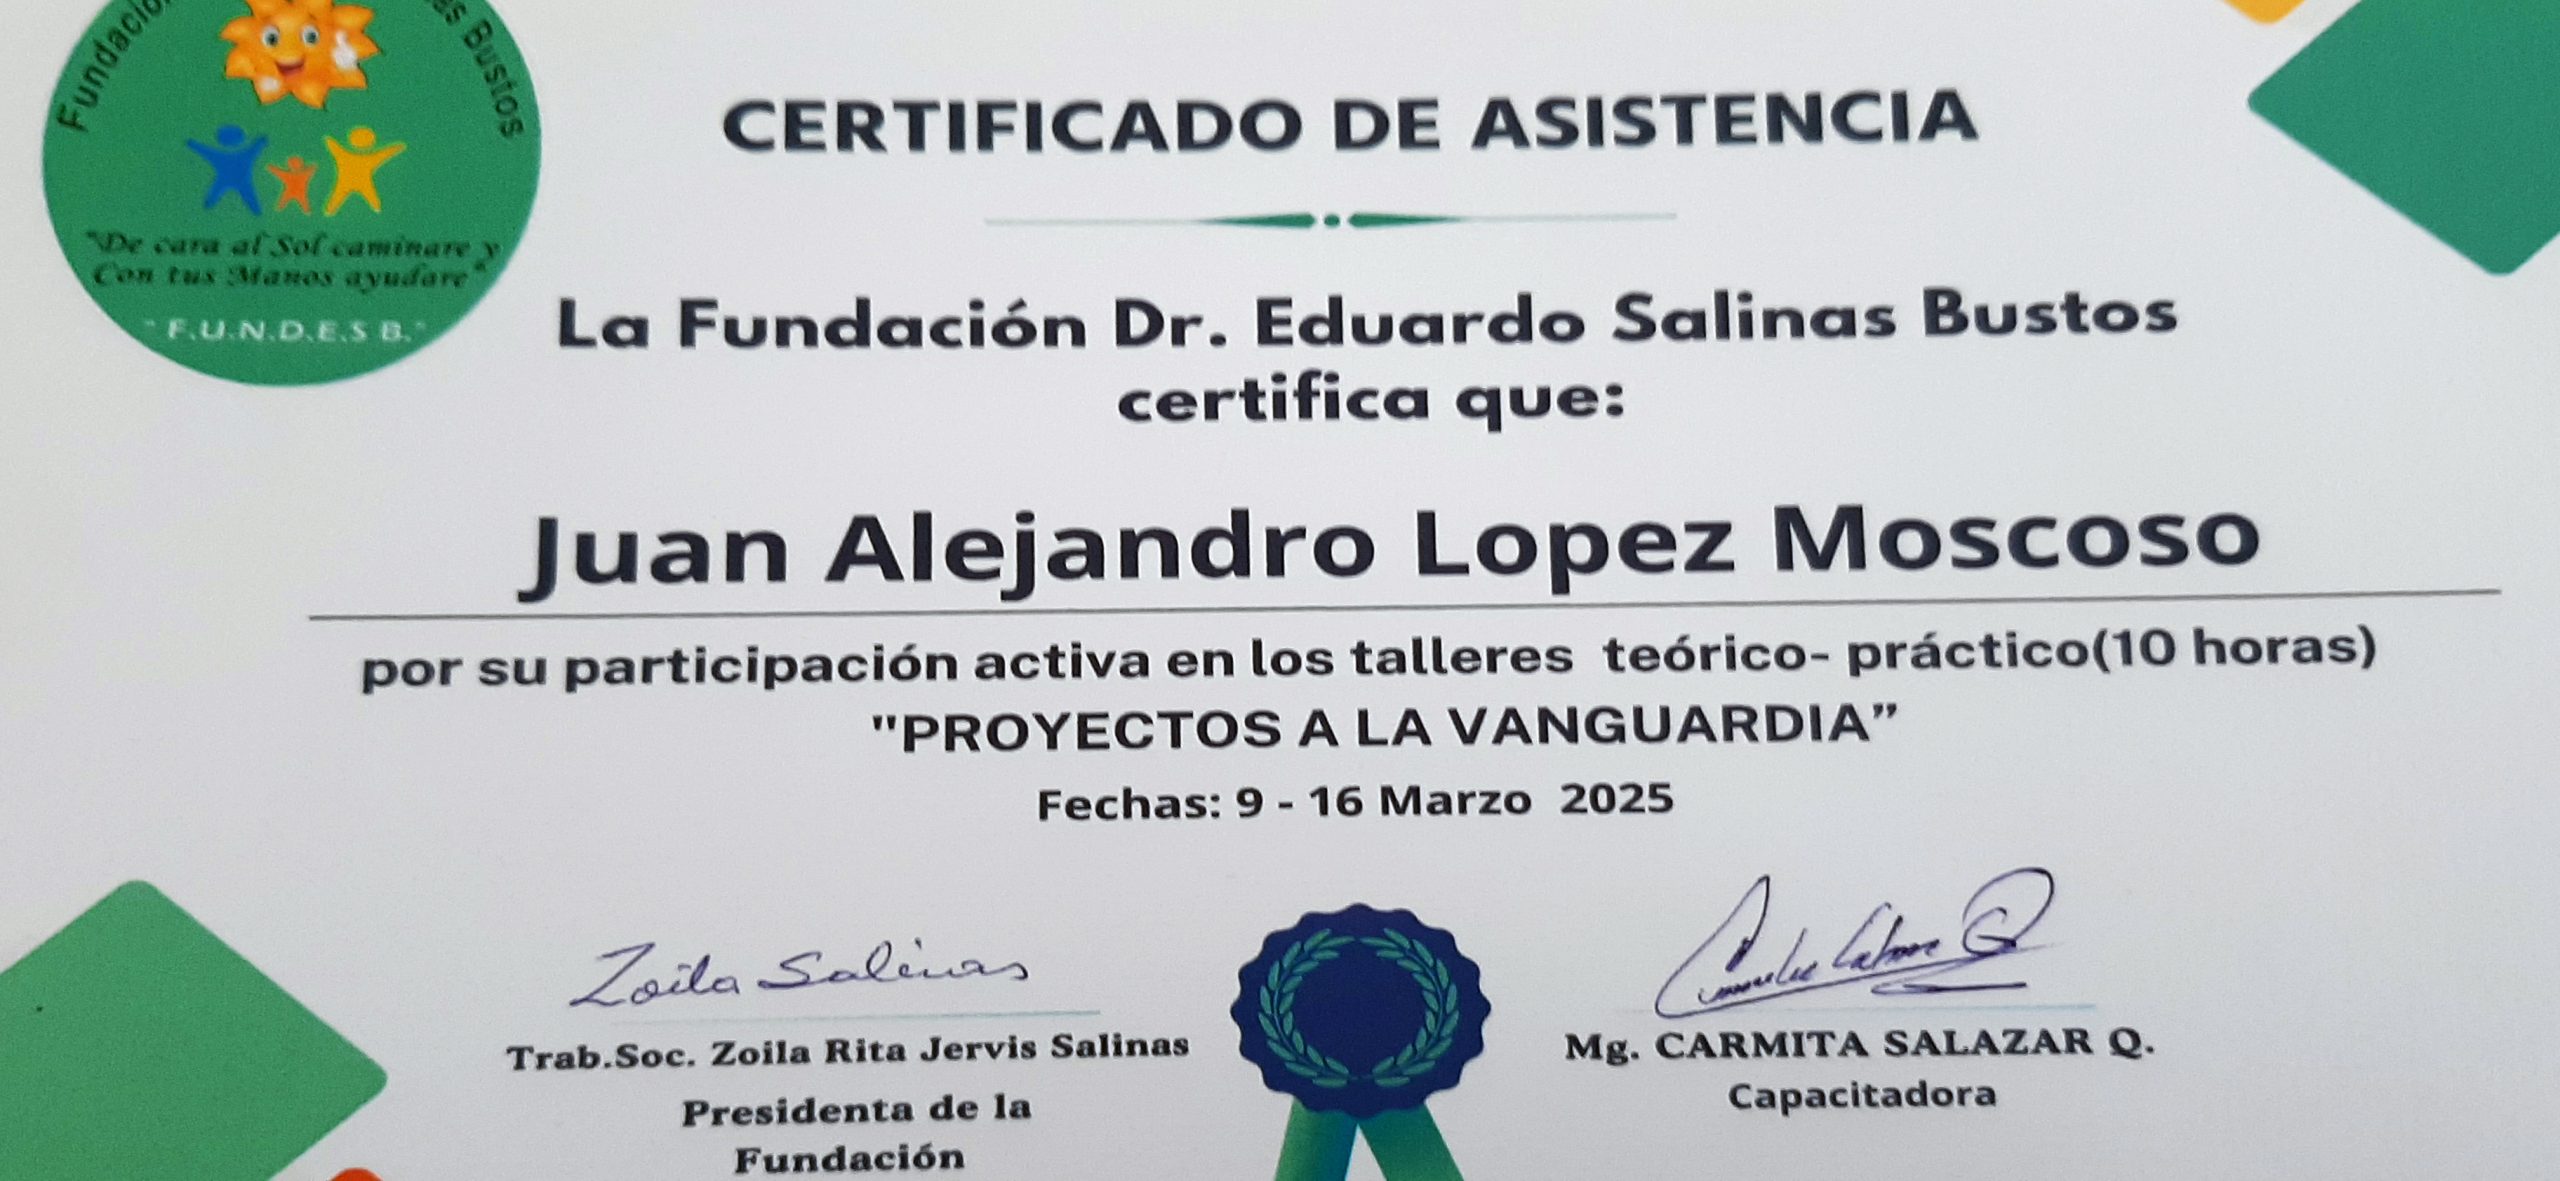 Fundación
as Bustos
"De cara al Sol caminare y
Con tus Manos ayudare"
" F.U.N.D.E.S B."
CERTIFICADO DE ASISTENCIA
La Fundación Dr. Eduardo Salinas Bustos
certifica que:
Juan Alejandro Lopez Moscoso
por su participación activa en los talleres teórico- práctico(10 horas)
"PROYECTOS A LA VANGUARDIA”
Fechas: 9 - 16 Marzo 2025
Zoila Salinas
Trab.Soc. Zoila Rita Jervis Salinas
Presidenta de la
Fundación
Mg. CARMITA SALAZAR Q.
Capacitadora